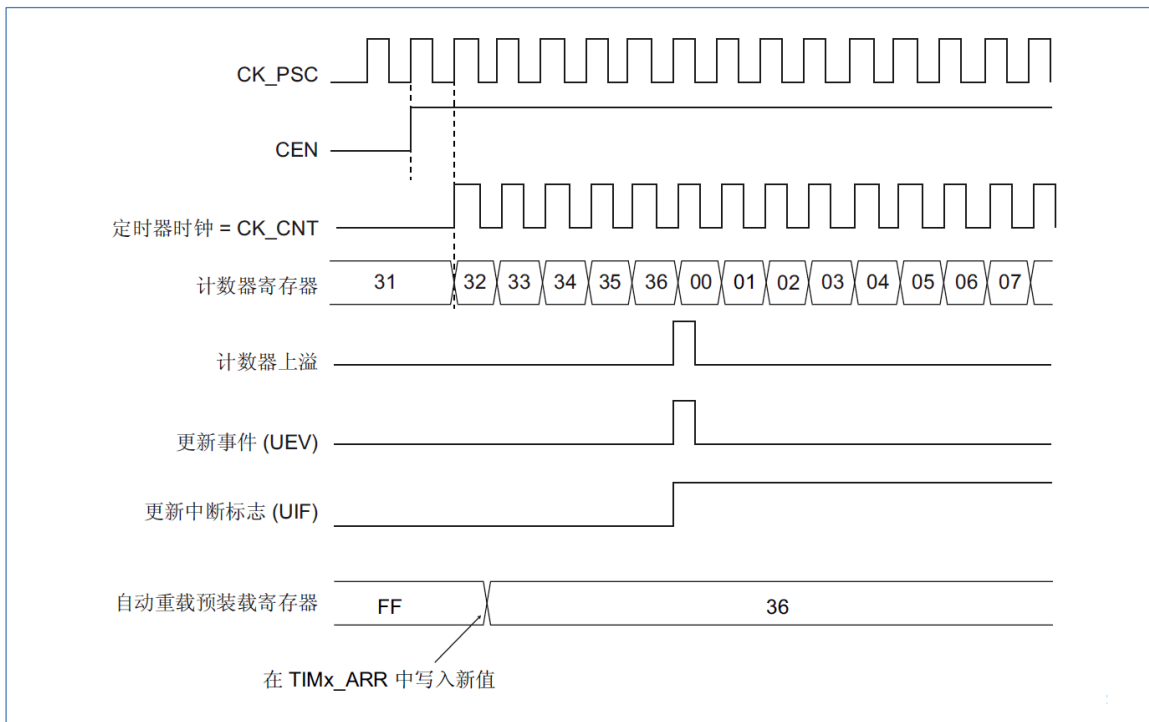 CK_PSC
CEN
定时器时钟 = CK_CNT
计数器寄存器 31 32 33 34 35 36 00 01 02 03 04 05 06 07
计数器上溢
更新事件 (UEV)
更新中断标志 (UIF)
自动重载预装载寄存器 FF 36
在 TIMx_ARR 中写入新值